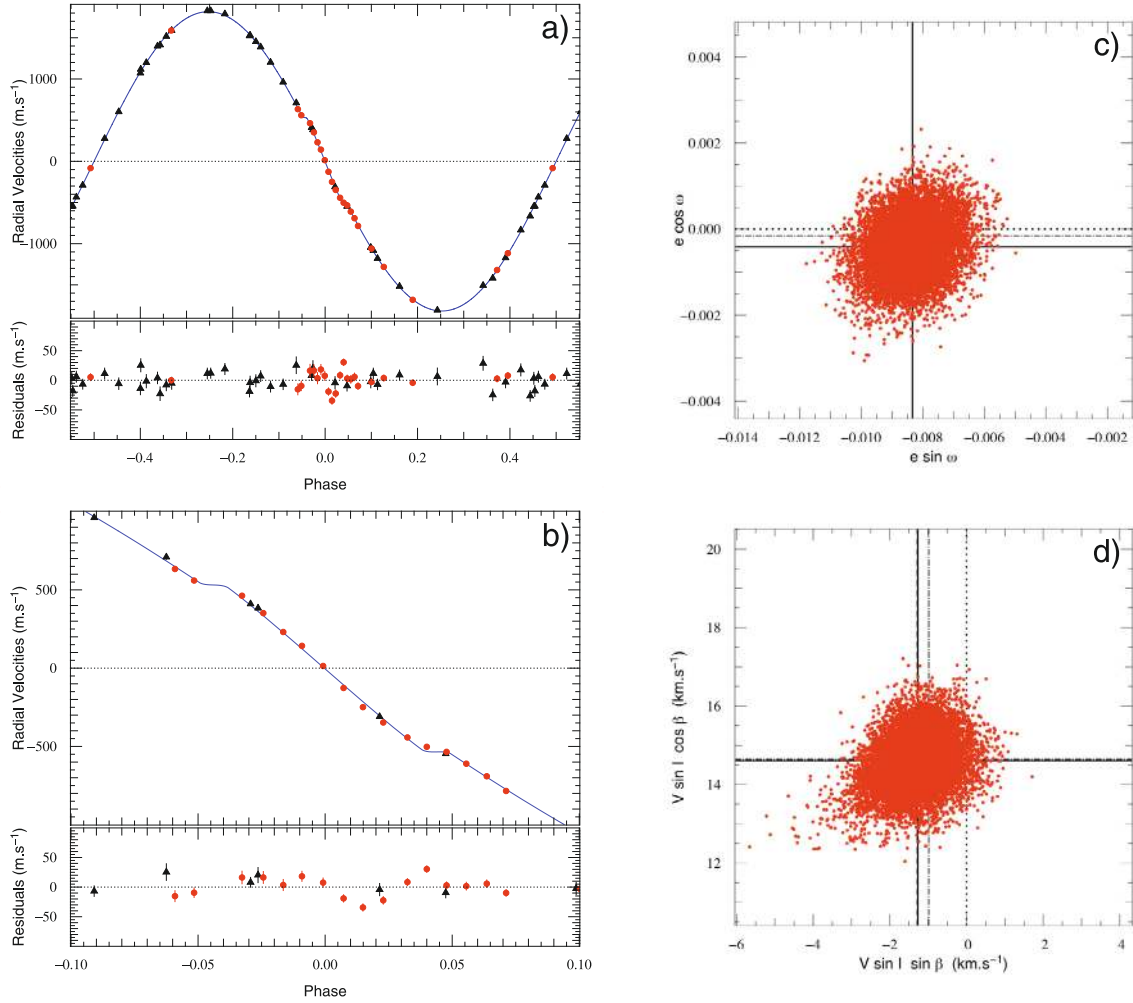 a)
Radial Velocities (m.s⁻¹)
1000
0
−1000
Residuals (m.s⁻¹)
50
0
−50
−0.4 −0.2 0.0 0.2 0.4
Phase
b)
Radial Velocities (m.s⁻¹)
500
0
−500
Residuals (m.s⁻¹)
50
0
−50
−0.10 −0.05 0.00 0.05 0.10
Phase
c)
e cos ω
0.004
0.002
0.000
−0.002
−0.004
−0.014 −0.012 −0.010 −0.008 −0.006 −0.004 −0.002
e sin ω
d)
V sin I cos β (km.s⁻¹)
20
18
16
14
12
−6 −4 −2 0 2 4
V sin I sin β (km.s⁻¹)